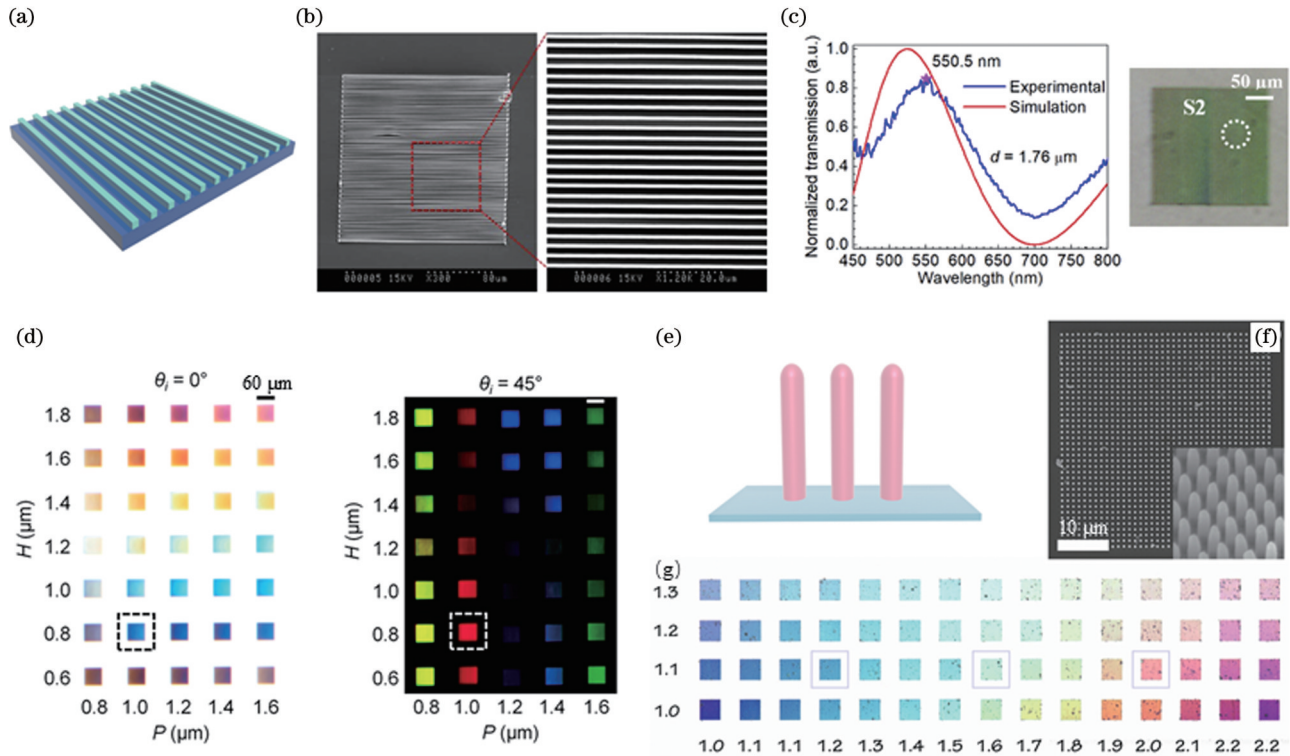 (a)
(b)
000005 15KV X300 80um
000006 15KV X1.20K 20.0um
(c)
Normalized transmission (a.u.)
1.0
0.8
0.6
0.4
0.2
0.0
550.5 nm
Experimental
Simulation
d = 1.76 μm
450 500 550 600 650 700 750 800
Wavelength (nm)
50 μm
S2
(d)
θi = 0°
60 μm
H (μm)
1.8
1.6
1.4
1.2
1.0
0.8
0.6
0.8 1.0 1.2 1.4 1.6
P (μm)
θi = 45°
H (μm)
1.8
1.6
1.4
1.2
1.0
0.8
0.6
0.8 1.0 1.2 1.4 1.6
P (μm)
(e)
(f)
10 μm
(g)
1.3
1.2
1.1
1.0
1.0 1.1 1.1 1.2 1.3 1.4 1.5 1.6 1.7 1.8 1.9 2.0 2.1 2.2 2.2